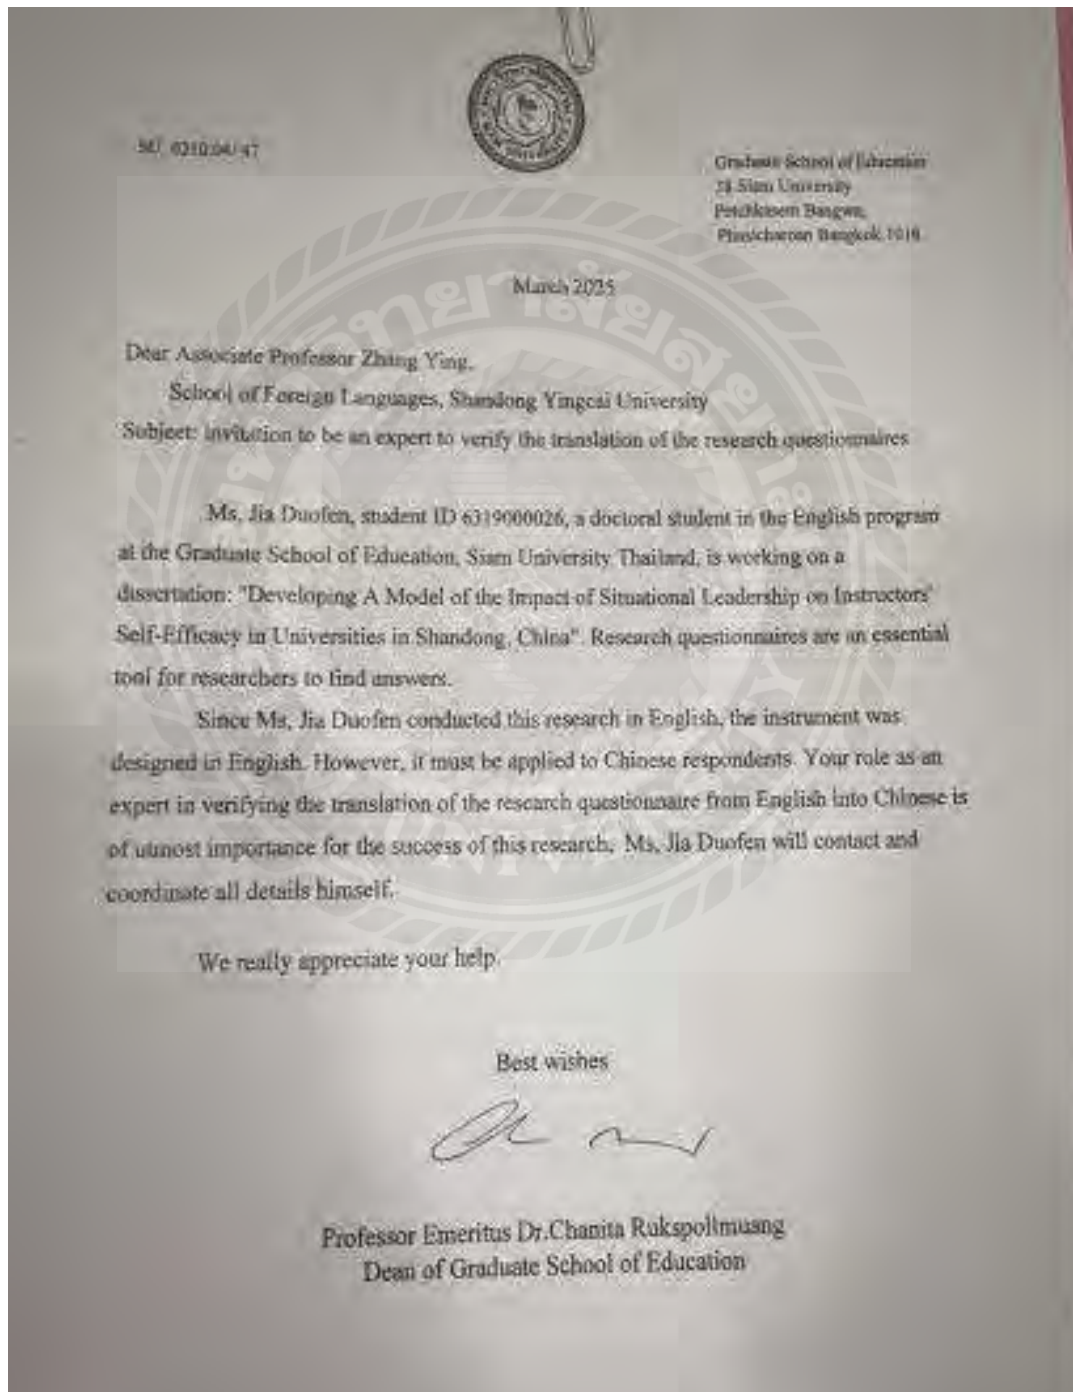 Graduate School of Education
38 Siam University
Petchkasem Bangwa,
Bangkok
March 2025
Dear Associate Professor Zhang Ying,
School of Foreign Languages, Shandong Yingcai University
Subject: invitation to be an expert to verify the translation of the research questionnaires
Ms, Jia Duofen, student ID 6319000026, a doctoral student in the English program
at the Graduate School of Education, Siam University Thailand, is working on a
dissertation: "Developing A Model of the Impact of Situational Leadership on Instructors'
Self-Efficacy in Universities in Shandong, China". Research questionnaires are an essential
tool for researchers to find answers.
Since Ms, Jia Duofen conducted this research in English, the instrument was
designed in English. However, it must be applied to Chinese respondents. Your role as an
expert in verifying the translation of the research questionnaire from English into Chinese is
of utmost importance for the success of this research. Ms, Jia Duofen will contact and
coordinate all details himself.
We really appreciate your help.
Best wishes
Professor Emeritus Dr.Chanita Rukspollmuang
Dean of Graduate School of Education